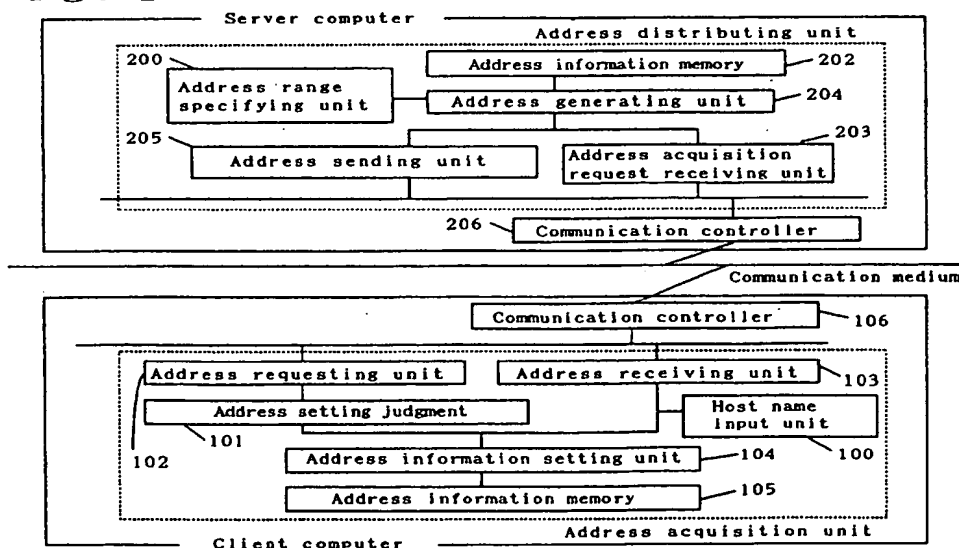 Server computer
Address distributing unit
200
Address information memory
202
Address range
specifying unit
Address generating unit
204
205
203
Address sending unit
Address acquisition
request receiving unit
206
Communication controller
Communication medium
Communication controller
106
Address requesting unit
Address receiving unit
103
Address setting judgment
Host name
input unit
102
101
100
Address information setting unit
104
Address information memory
105
Address acquisition unit
Client computer